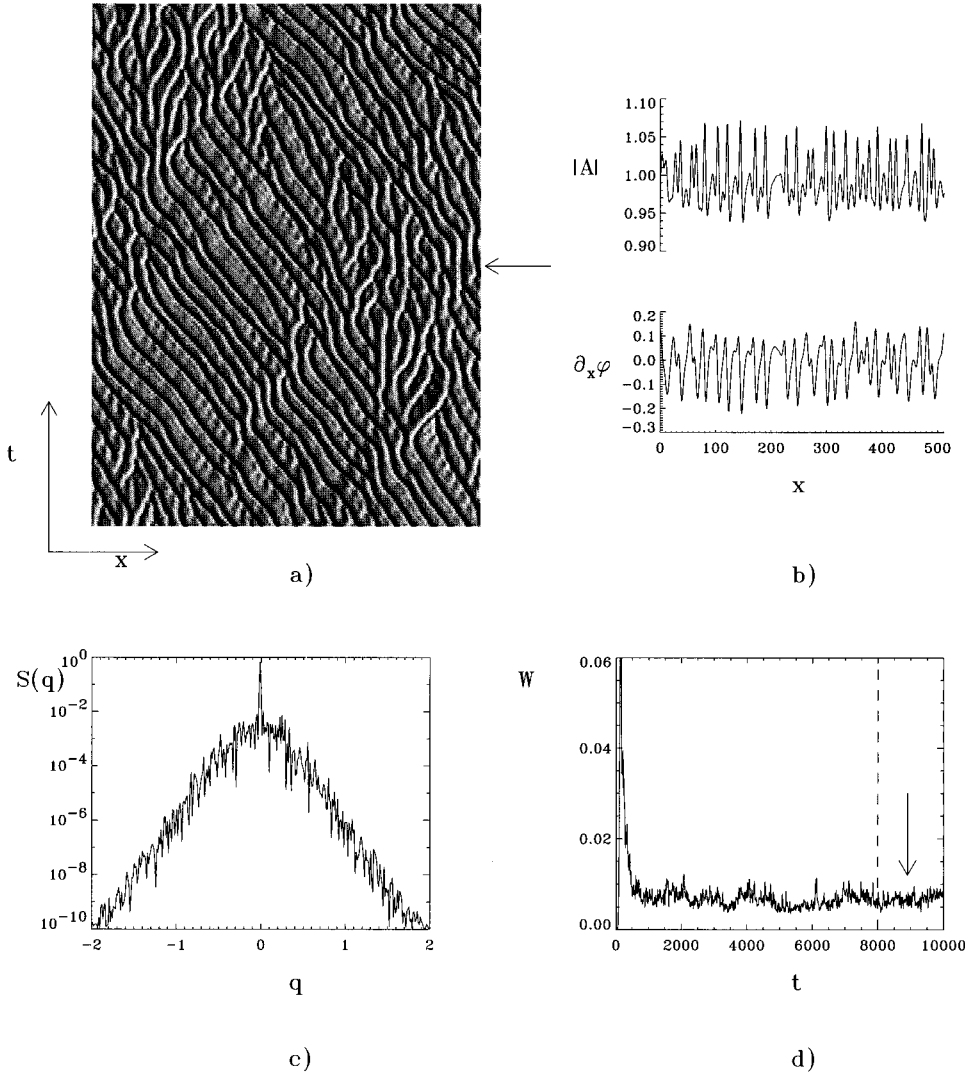 t
x
a)
1.10
1.05
|A| 1.00
0.95
0.90
0.2
0.1
∂ₓφ 0.0
-0.1
-0.2
-0.3
0 100 200 300 400 500
x
b)
S(q)
10⁰
10⁻²
10⁻⁴
10⁻⁶
10⁻⁸
10⁻¹⁰
-2 -1 0 1 2
q
c)
W
0.06
0.04
0.02
0.00
0 2000 4000 6000 8000 10000
t
d)